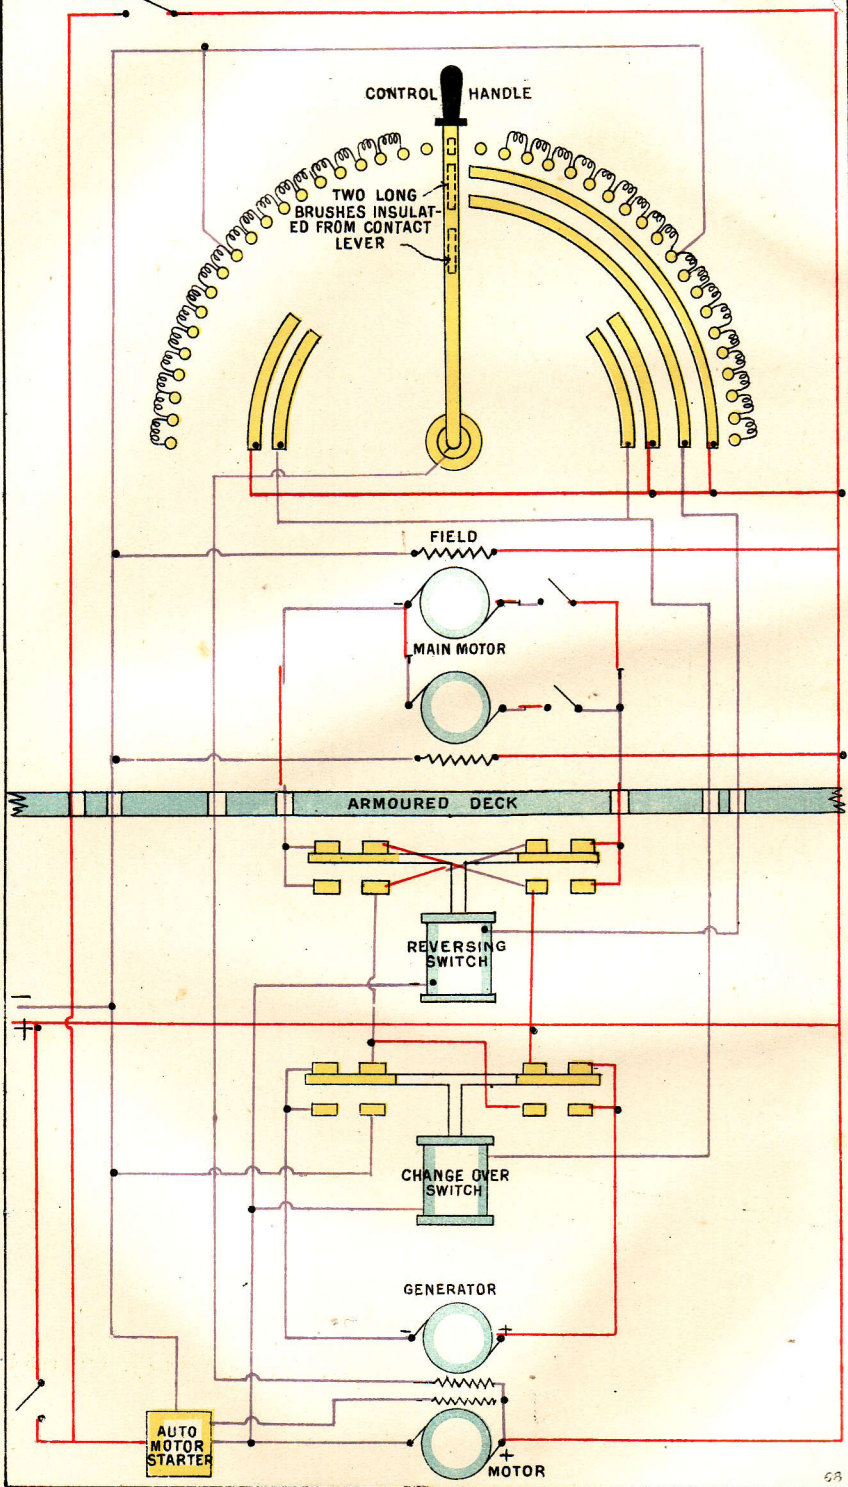 CONTROL HANDLE
TWO LONG
BRUSHES INSULAT-
ED FROM CONTACT
LEVER
FIELD
-
MAIN MOTOR
ARMOURED DECK
REVERSING
SWITCH
-
-
+
CHANGE OVER
SWITCH
GENERATOR
- +
AUTO
MOTOR
STARTER
+
MOTOR
68